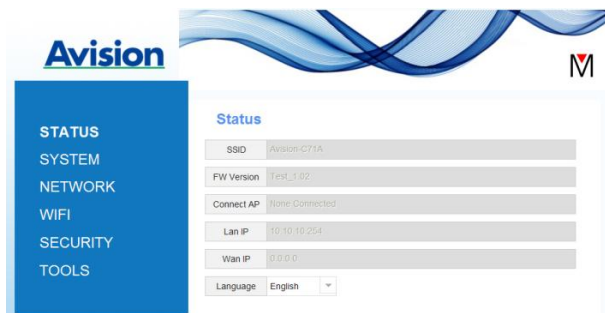 Avision
M
STATUS
SYSTEM
NETWORK
WIFI
SECURITY
TOOLS
Status
SSID Avision-C71A
FW Version Test_1.02
Connect AP None Connected
Lan IP 10.10.10.254
Wan IP 0.0.0.0
Language English